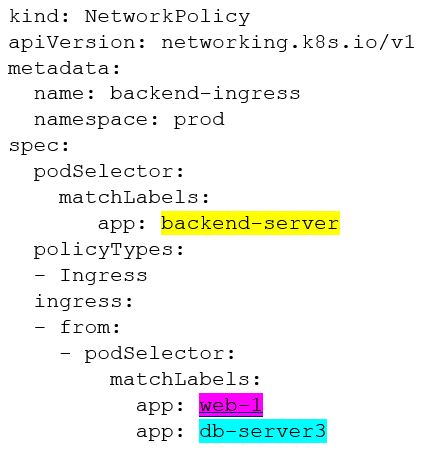 kind: NetworkPolicy
apiVersion: networking.k8s.io/v1
metadata:
  name: backend-ingress
  namespace: prod
spec:
  podSelector:
    matchLabels:
       app: backend-server
  policyTypes:
  - Ingress
  ingress:
  - from:
    - podSelector:
        matchLabels:
          app: web-1
          app: db-server3